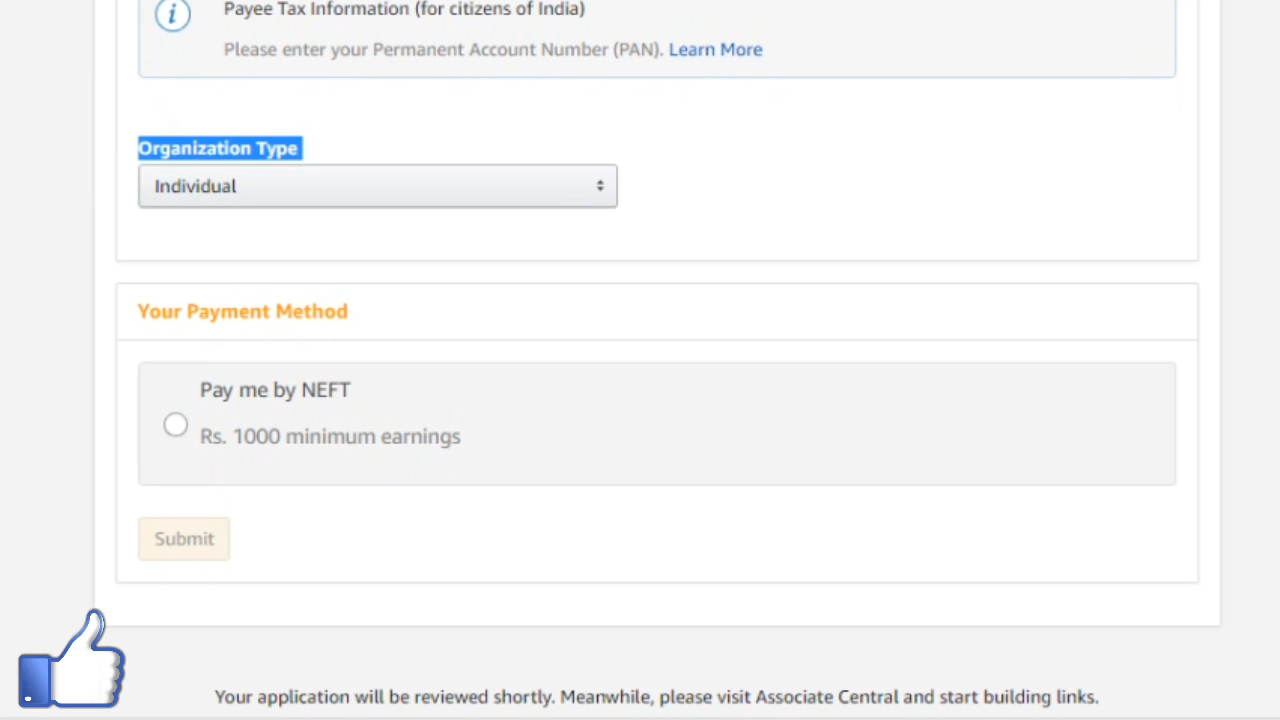 Payee Tax Information (for citizens of India)
Please enter your Permanent Account Number (PAN). Learn More
Organization Type
Individual
Your Payment Method
Pay me by NEFT
Rs. 1000 minimum earnings
Submit
Your application will be reviewed shortly. Meanwhile, please visit Associate Central and start building links.